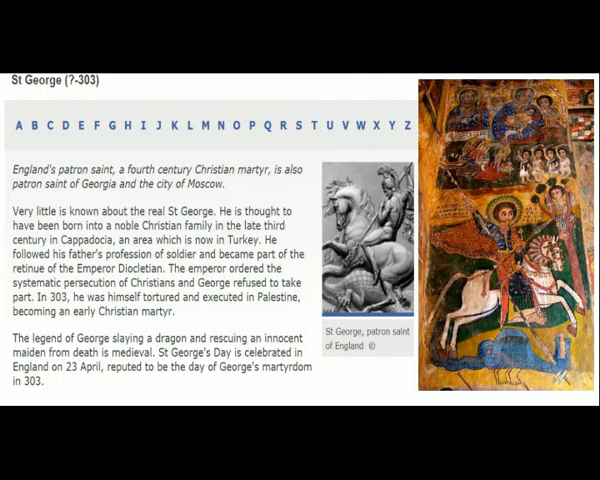 St George (?-303)
A B C D E F G H I J K L M N O P Q R S T U V W X Y Z
England's patron saint, a fourth century Christian martyr, is also
patron saint of Georgia and the city of Moscow.
Very little is known about the real St George. He is thought to
have been born into a noble Christian family in the late third
century in Cappadocia, an area which is now in Turkey. He
followed his father's profession of soldier and became part of the
retinue of the Emperor Diocletian. The emperor ordered the
systematic persecution of Christians and George refused to take
part. In 303, he was himself tortured and executed in Palestine,
becoming an early Christian martyr.
The legend of George slaying a dragon and rescuing an innocent
maiden from death is medieval. St George's Day is celebrated in
England on 23 April, reputed to be the day of George's martyrdom
in 303.
St George, patron saint
of England ©